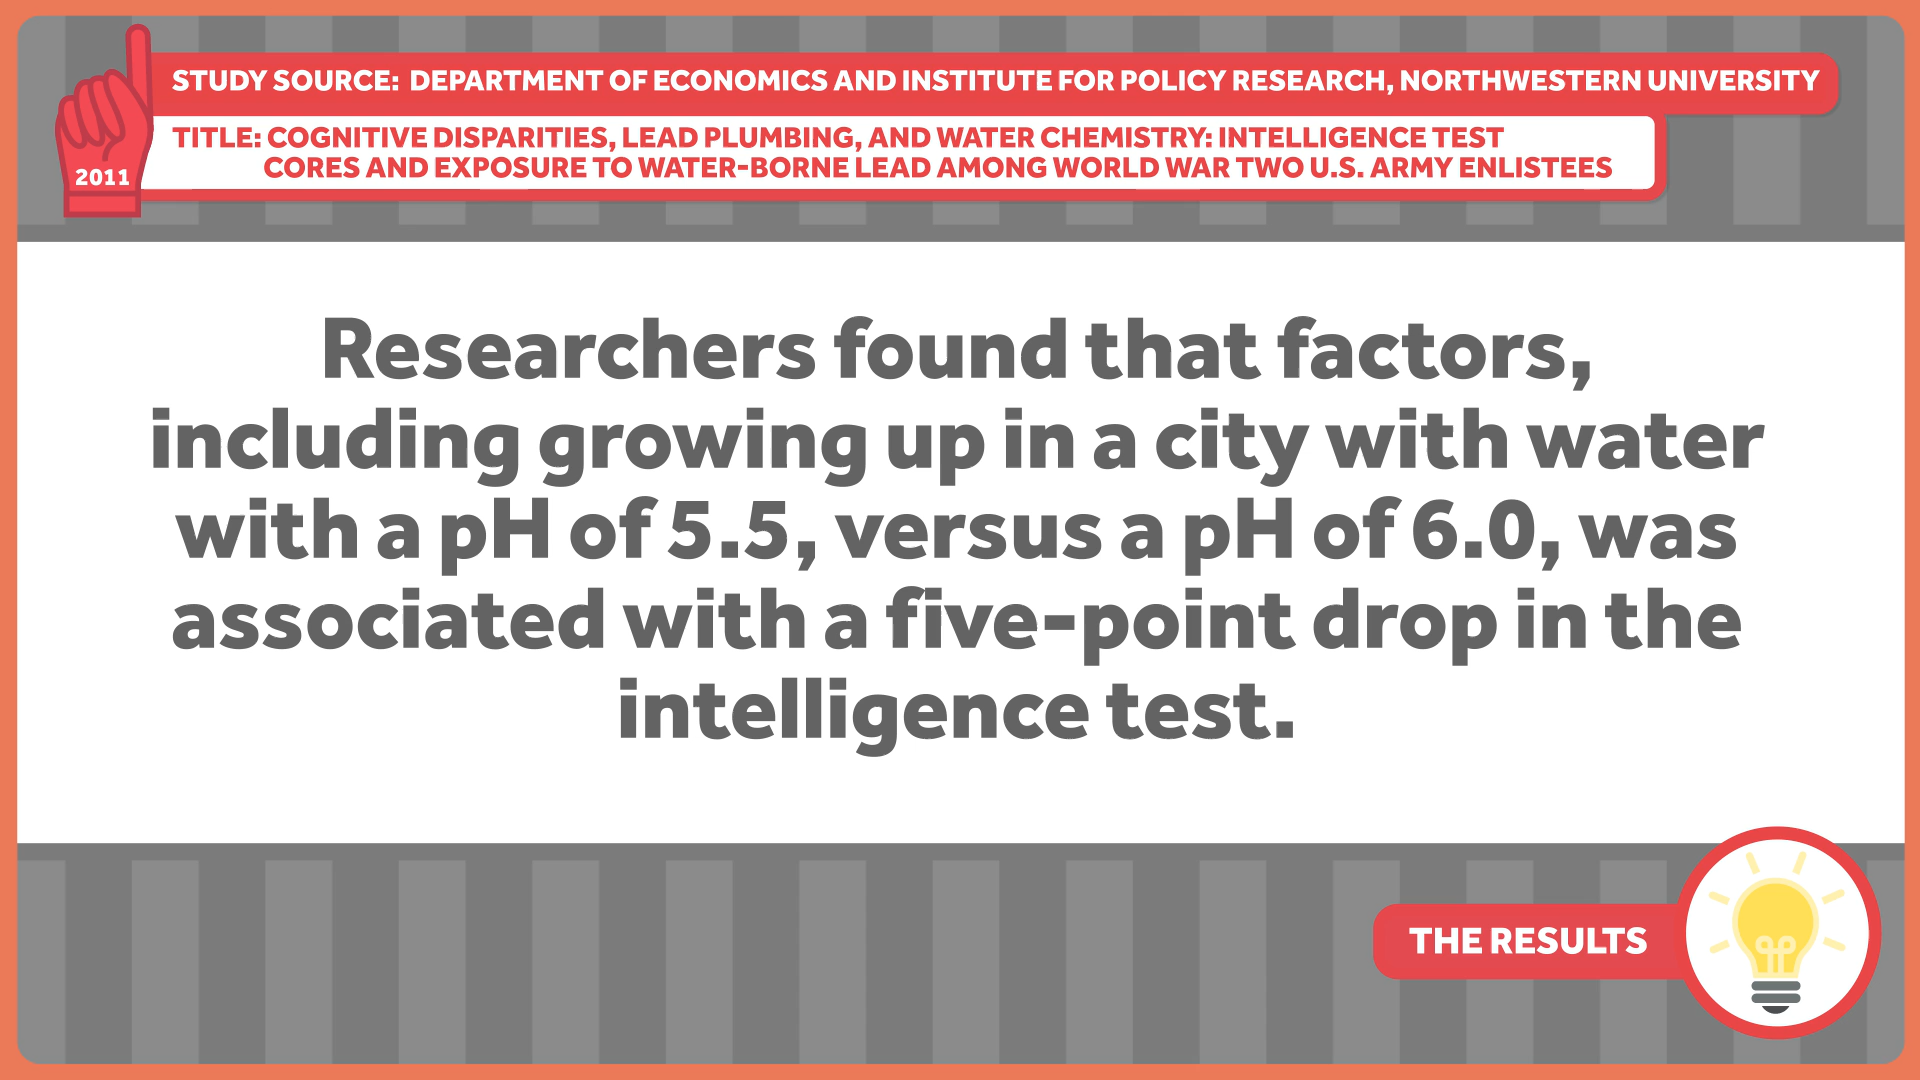 STUDY SOURCE: DEPARTMENT OF ECONOMICS AND INSTITUTE FOR POLICY RESEARCH, NORTHWESTERN UNIVERSITY
TITLE: COGNITIVE DISPARITIES, LEAD PLUMBING, AND WATER CHEMISTRY: INTELLIGENCE TEST
CORES AND EXPOSURE TO WATER-BORNE LEAD AMONG WORLD WAR TWO U.S. ARMY ENLISTEES
2011
Researchers found that factors,
including growing up in a city with water
with a pH of 5.5, versus a pH of 6.0, was
associated with a five-point drop in the
intelligence test.
THE RESULTS